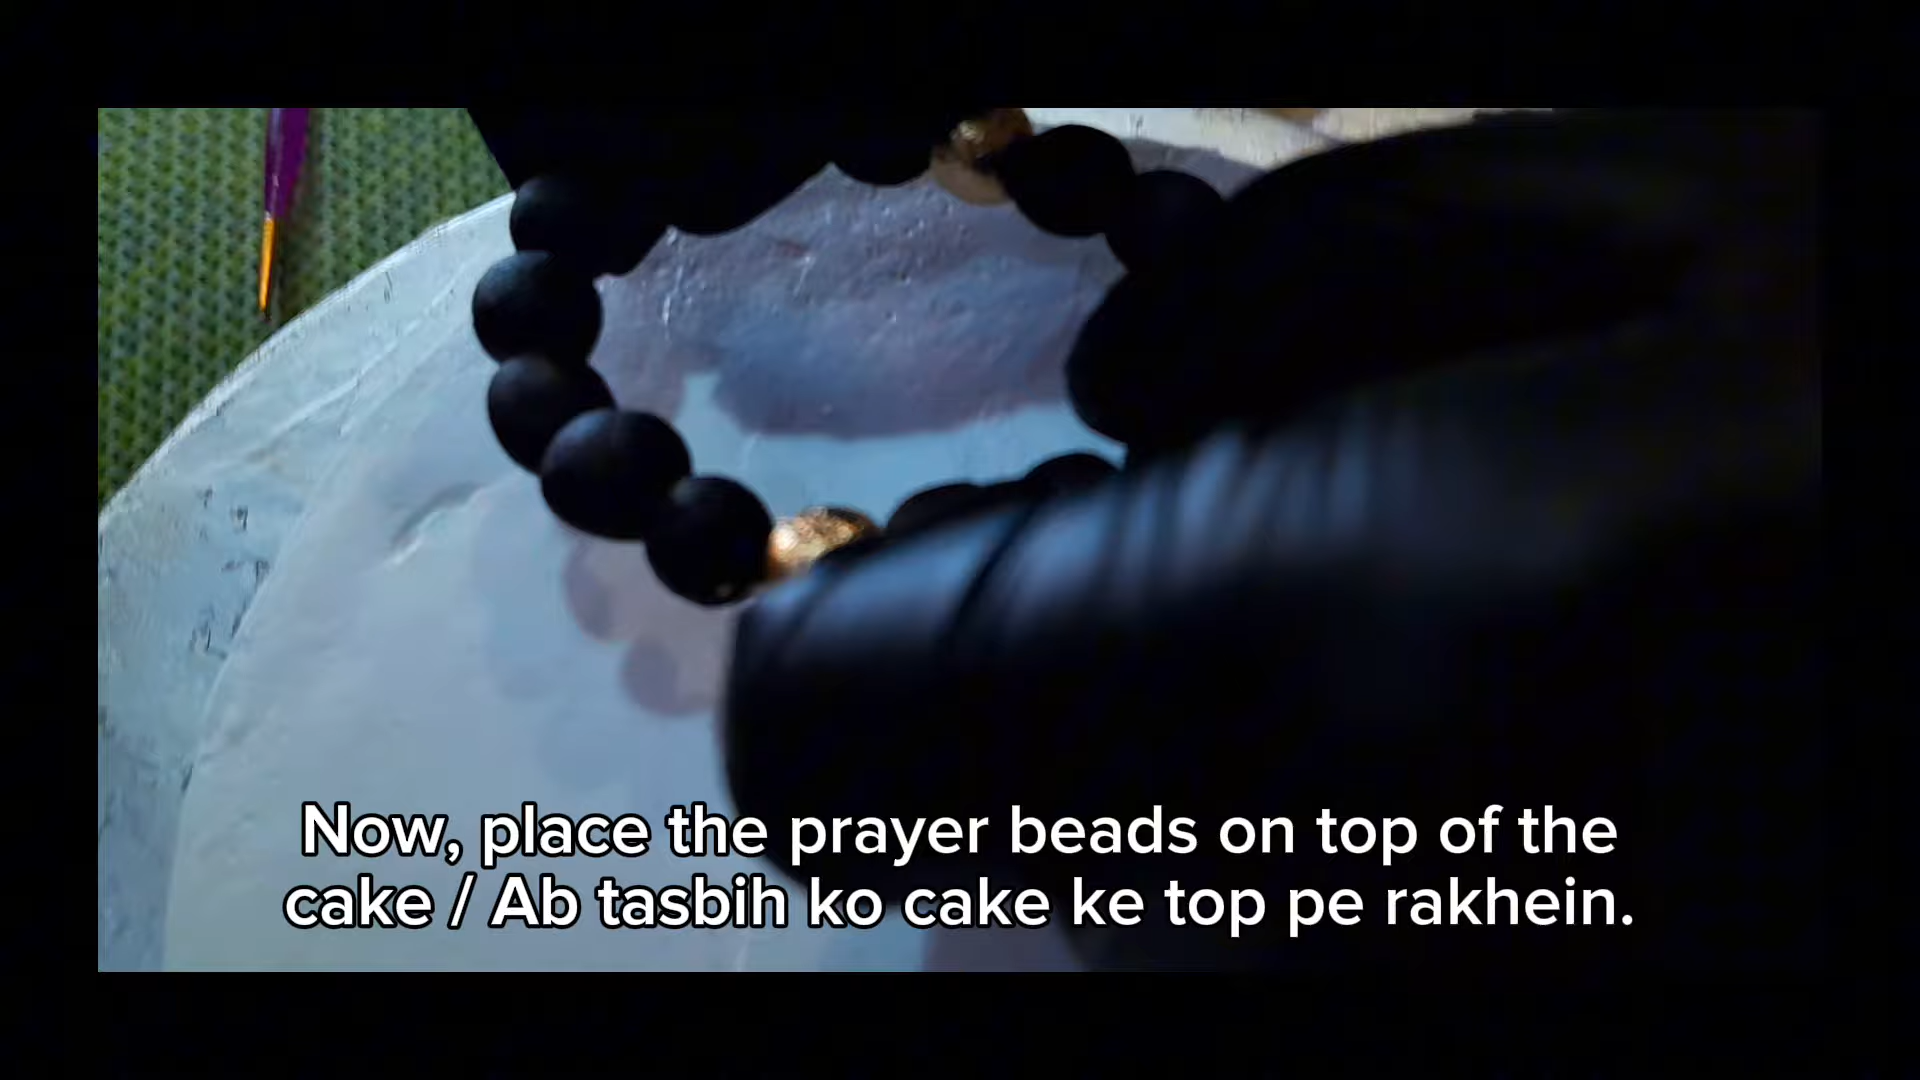 Now, place the prayer beads on top of the
cake / Ab tasbih ko cake ke top pe rakhein.